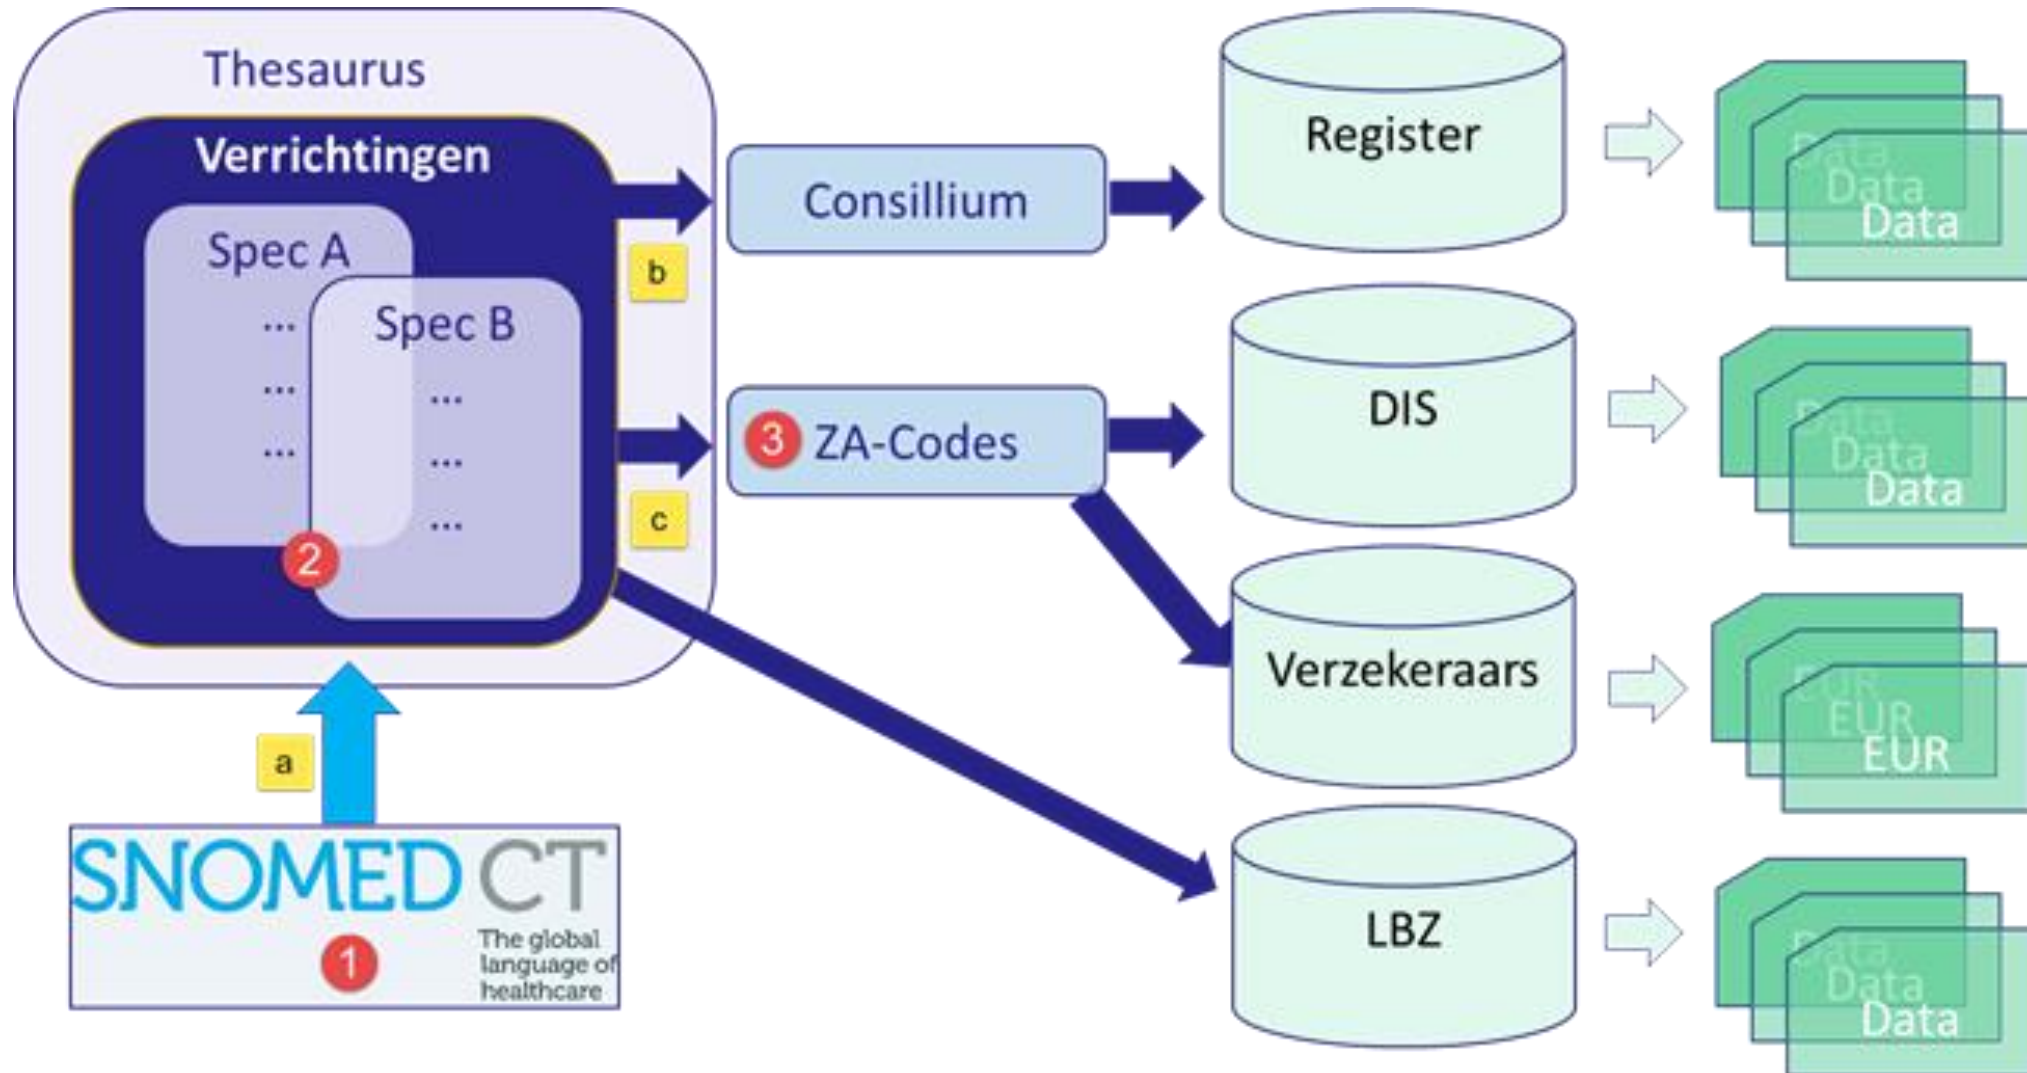 Thesaurus
Verrichtingen
Spec A
...
...
...
Spec B
...
...
...
2
a
SNOMED CT
The global
language of
healthcare
1
b
Consillium
c
3 ZA-Codes
Register
Data
Data
Data
DIS
Data
Data
Data
Verzekeraars
EUR
EUR
EUR
LBZ
Data
Data
Data